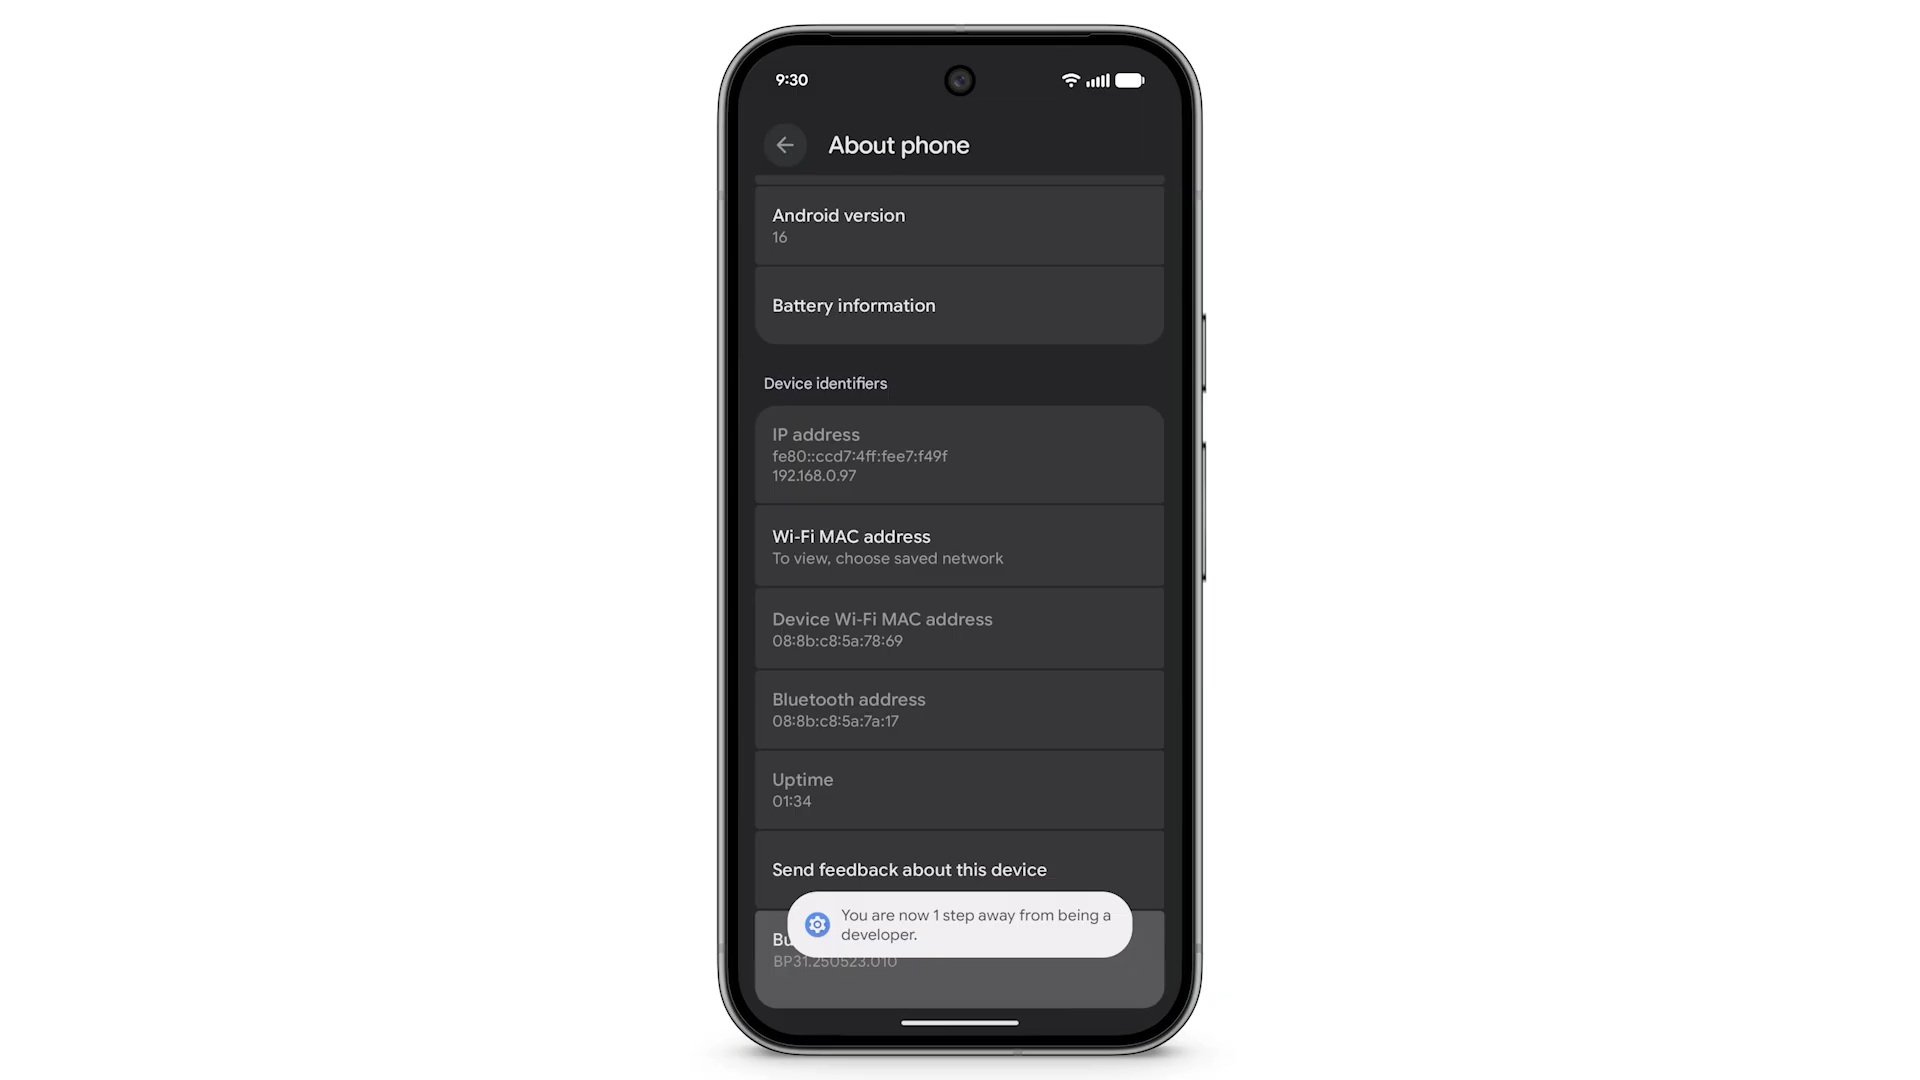 9:30
About phone
Android version
16
Battery information
Device identifiers
IP address
fe80::ccd7:4ff:fee7:f49f
192.168.0.97
Wi-Fi MAC address
To view, choose saved network
Device Wi-Fi MAC address
08:8b:c8:5a:78:69
Bluetooth address
08:8b:c8:5a:7a:17
Uptime
01:34
Send feedback about this device
You are now 1 step away from being a
developer.
BP31.250523.010